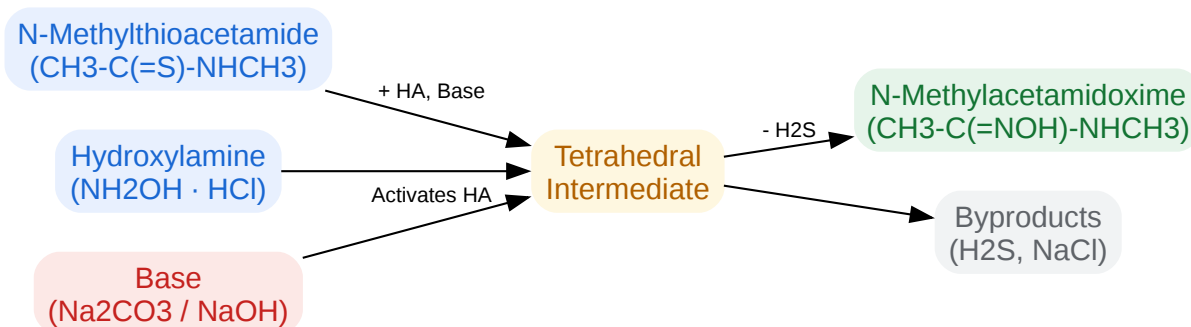 N-Methylthioacetamide
(CH3-C(=S)-NHCH3)
+ HA, Base
Hydroxylamine
(NH2OH · HCl)
Activates HA
Base
(Na2CO3 / NaOH)
Tetrahedral
Intermediate
- H2S
N-Methylacetamidoxime
(CH3-C(=NOH)-NHCH3)
Byproducts
(H2S, NaCl)